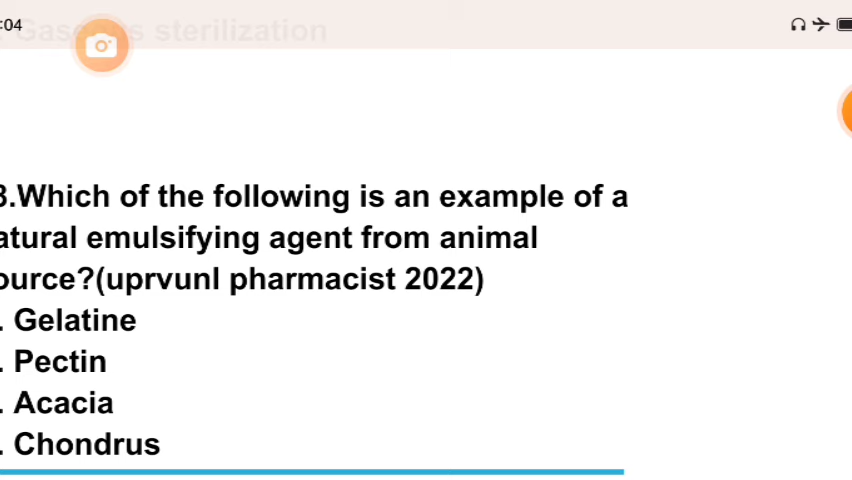 :04
Gaseous sterilization
3.Which of the following is an example of a
atural emulsifying agent from animal
ource?(uprvunl pharmacist 2022)
. Gelatine
. Pectin
. Acacia
. Chondrus